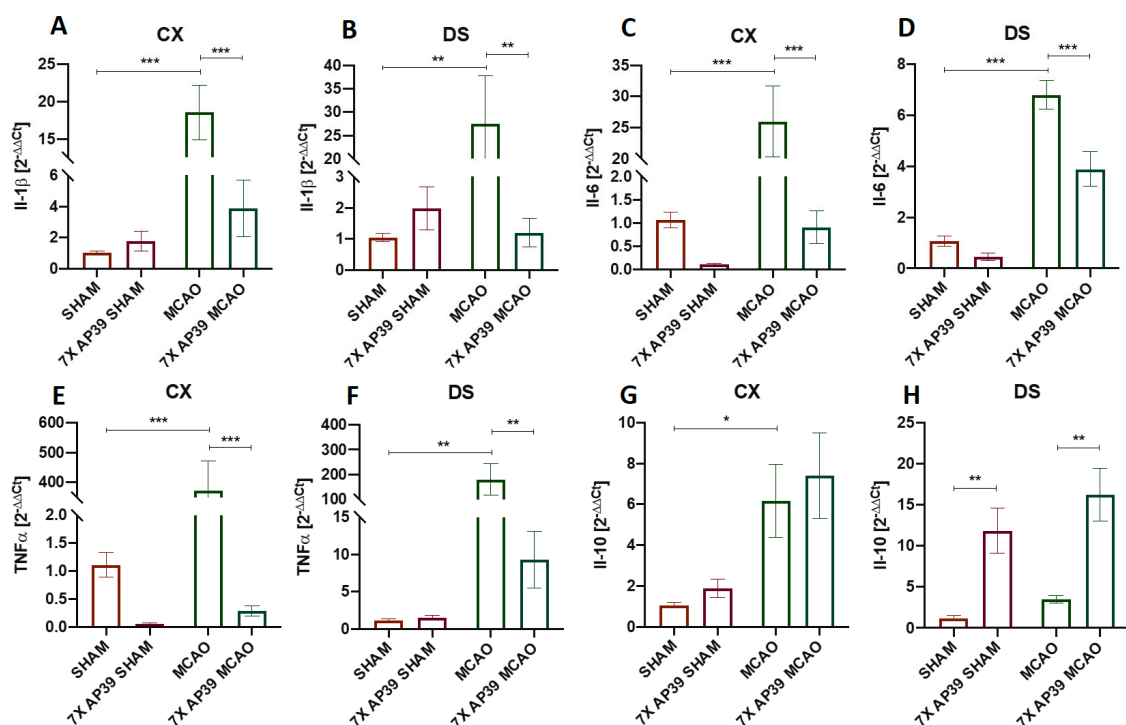 A
CX
Il-1β [2-ΔΔCt]
25
20
15
6
4
2
0
***
***
SHAM
7X AP39 SHAM
MCAO
7X AP39 MCAO
B
DS
Il-1β [2-ΔΔCt]
40
35
30
25
20
3
2
1
0
**
**
SHAM
7X AP39 SHAM
MCAO
7X AP39 MCAO
C
CX
Il-6 [2-ΔΔCt]
35
30
25
20
2.0
1.5
1.0
0.5
0.0
***
***
SHAM
7X AP39 SHAM
MCAO
7X AP39 MCAO
D
DS
Il-6 [2-ΔΔCt]
8
6
4
2
0
***
***
SHAM
7X AP39 SHAM
MCAO
7X AP39 MCAO
E
CX
TNFα [2-ΔΔCt]
600
500
400
2.0
1.5
1.0
0.5
0.0
***
***
SHAM
7X AP39 SHAM
MCAO
7X AP39 MCAO
F
DS
TNFα [2-ΔΔCt]
400
300
200
100
15
10
5
0
**
**
SHAM
7X AP39 SHAM
MCAO
7X AP39 MCAO
G
CX
Il-10 [2-ΔΔCt]
10
8
6
4
2
0
*
SHAM
7X AP39 SHAM
MCAO
7X AP39 MCAO
H
DS
Il-10 [2-ΔΔCt]
25
20
15
10
5
0
**
**
SHAM
7X AP39 SHAM
MCAO
7X AP39 MCAO